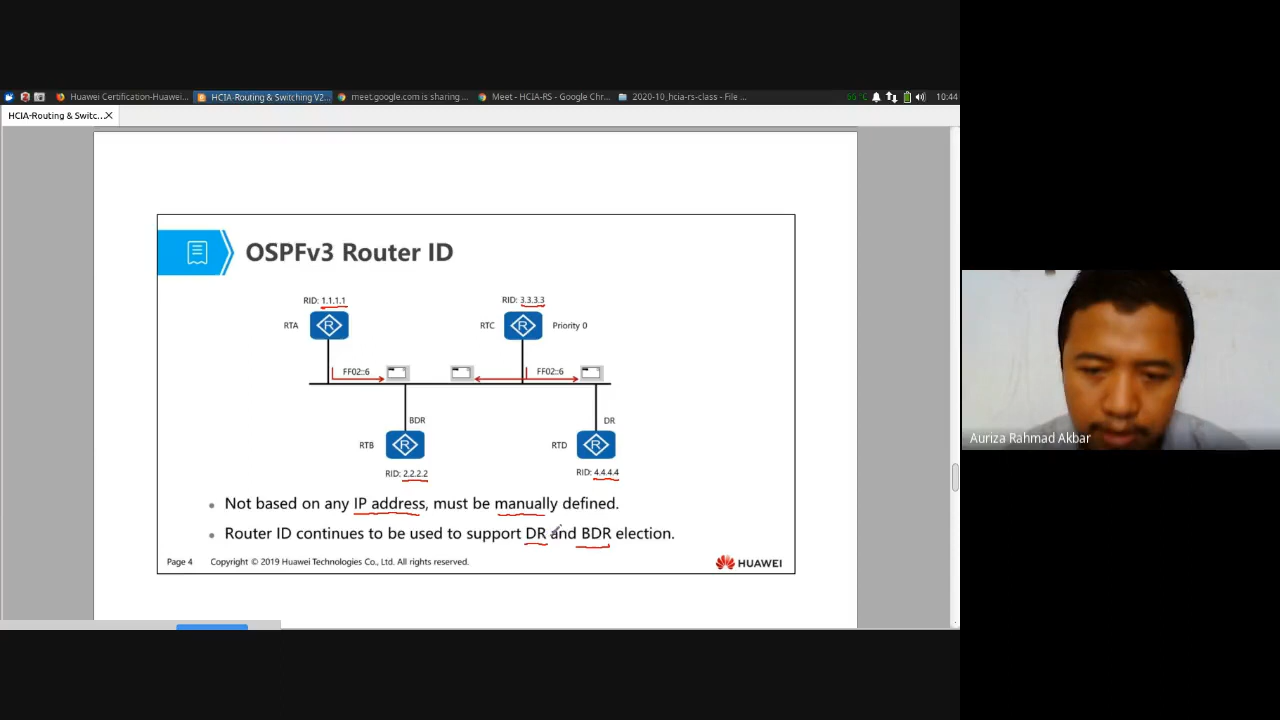 Huawei Certification-Huawei...
HCIA-Routing & Switching V2...
meet.google.com is sharing ...
Meet - HCIA-RS - Google Chr...
2020-10_hcia-rs-class - File ...
10:44
HCIA-Routing & Switc...
OSPFv3 Router ID
RID: 1.1.1.1
RID: 3.3.3.3
RTA
R
RTC
R
Priority 0
FF02::6
FF02::6
BDR
DR
RTB
R
RTD
R
RID: 2.2.2.2
RID: 4.4.4.4
• Not based on any IP address, must be manually defined.
• Router ID continues to be used to support DR and BDR election.
Page 4
Copyright © 2019 Huawei Technologies Co., Ltd. All rights reserved.
HUAWEI
Auriza Rahmad Akbar